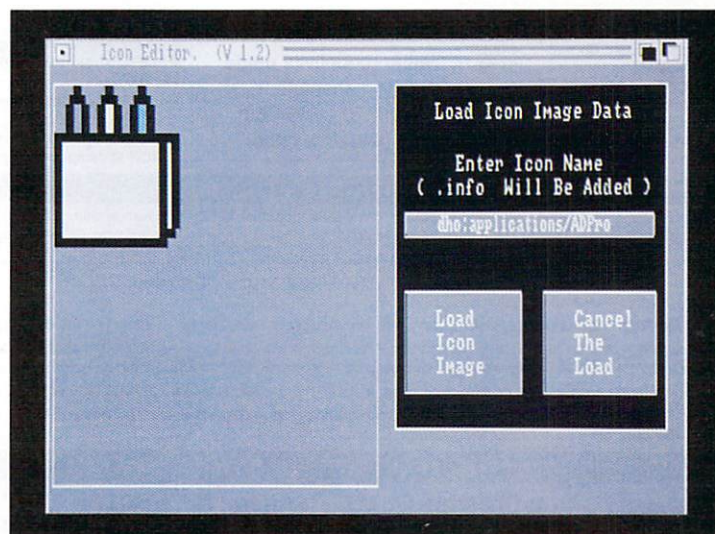 Icon Editor. (V 1.2)
Load Icon Image Data
Enter Icon Name
( .info Will Be Added )
dho:applications/ADPro
Load
Icon
Image
Cancel
The
Load